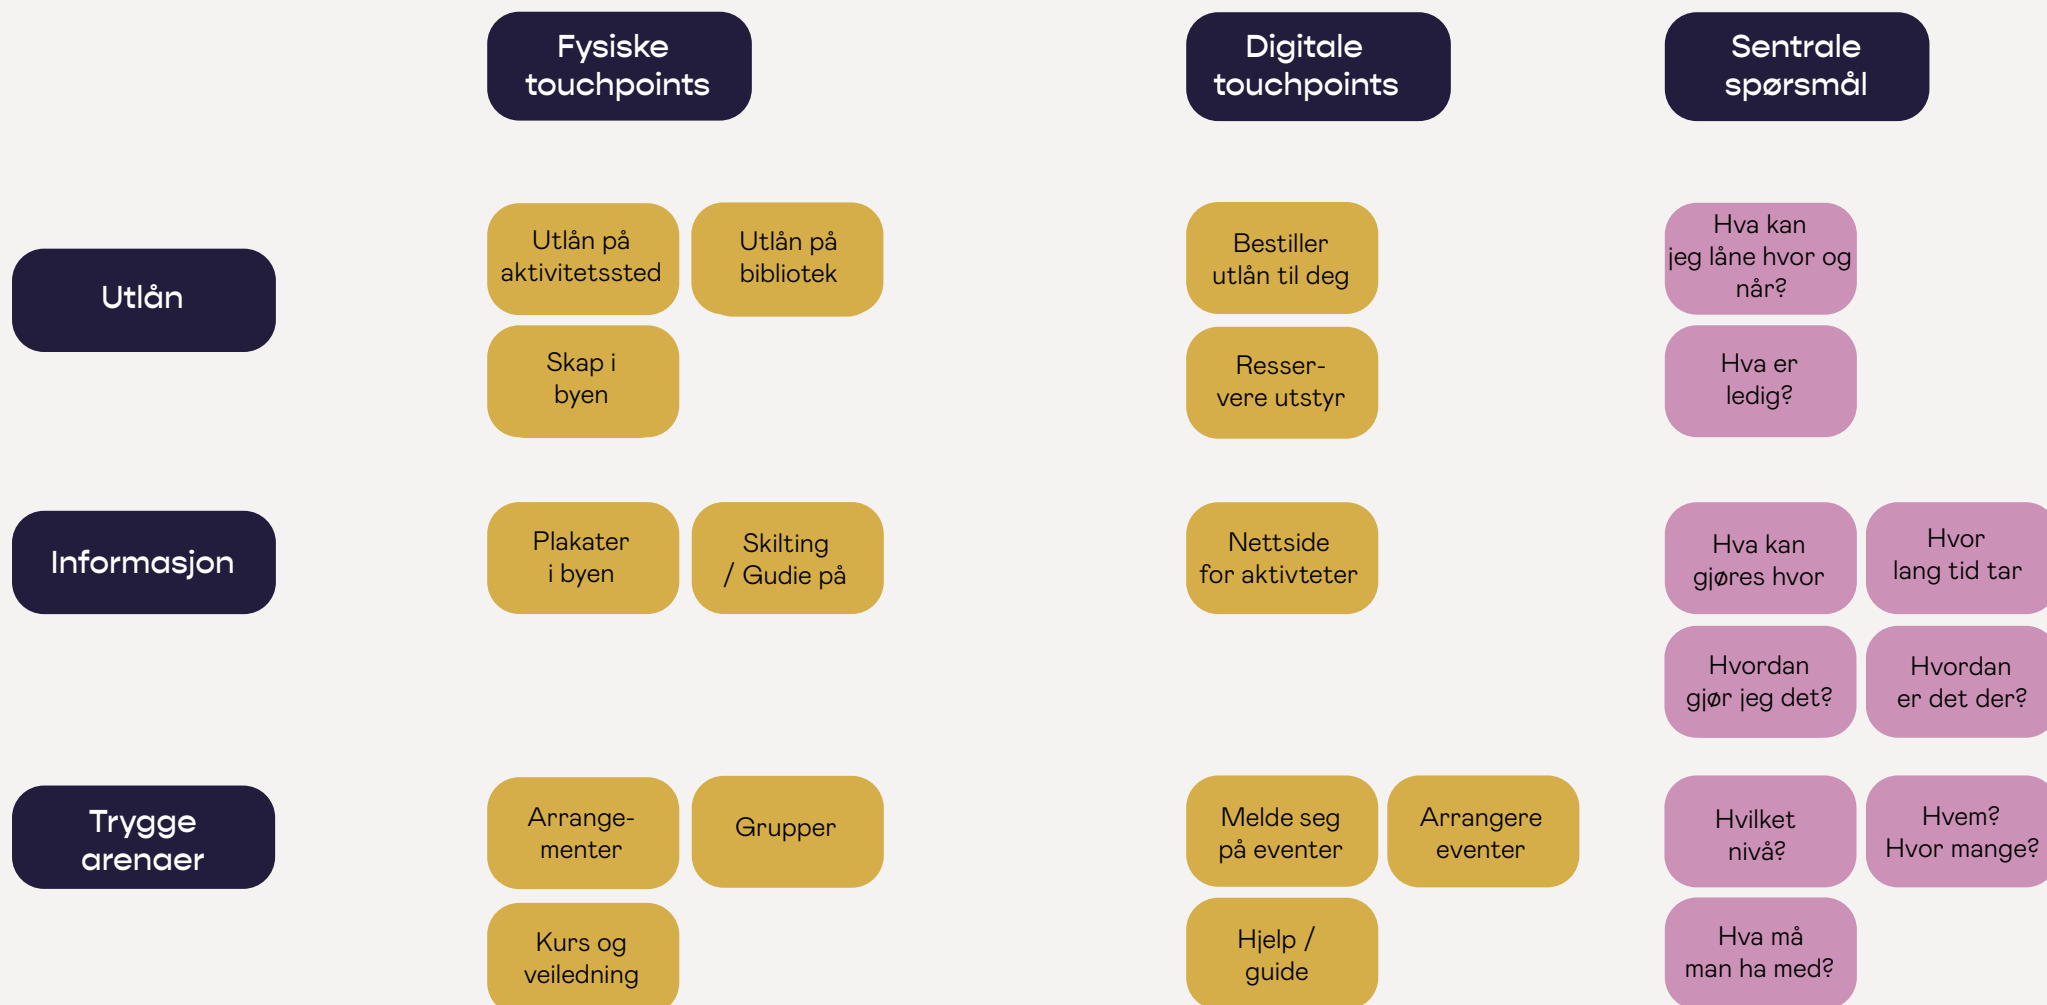 Fysiske
touchpoints
Digitale
touchpoints
Sentrale
spørsmål
Utlån
Utlån på
aktivitetssted
Utlån på
bibliotek
Skap i
byen
Bestiller
utlån til deg
Resser-
vere utstyr
Hva kan
jeg låne hvor og
når?
Hva er
ledig?
Informasjon
Plakater
i byen
Skilting
/ Gudie på
Nettside
for aktivteter
Hva kan
gjøres hvor
Hvor
lang tid tar
Hvordan
gjør jeg det?
Hvordan
er det der?
Trygge
arenaer
Arrange-
menter
Grupper
Kurs og
veiledning
Melde seg
på eventer
Arrangere
eventer
Hjelp /
guide
Hvilket
nivå?
Hvem?
Hvor mange?
Hva må
man ha med?